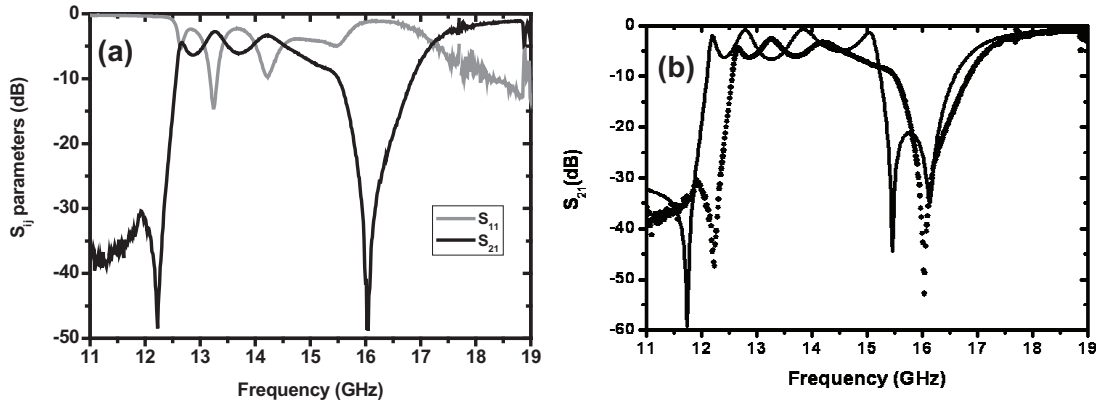 (a)
S11
S21
0
-10
-20
-30
-40
-50
Sij parameters (dB)
11 12 13 14 15 16 17 18 19
Frequency (GHz)
(b)
0
-10
-20
-30
-40
-50
-60
S21(dB)
11 12 13 14 15 16 17 18 19
Frequency (GHz)